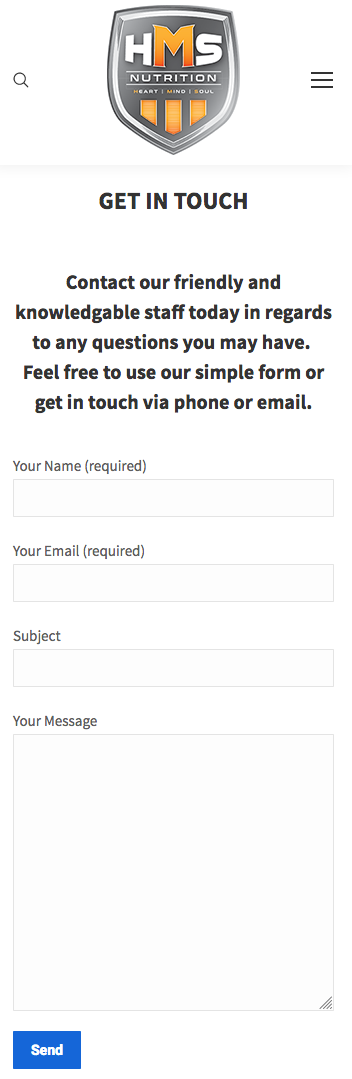 HMS
NUTRITION
HEART | MIND | SOUL
GET IN TOUCH
Contact our friendly and
knowledgable staff today in regards
to any questions you may have.
Feel free to use our simple form or
get in touch via phone or email.
Your Name (required)
Your Email (required)
Subject
Your Message
Send